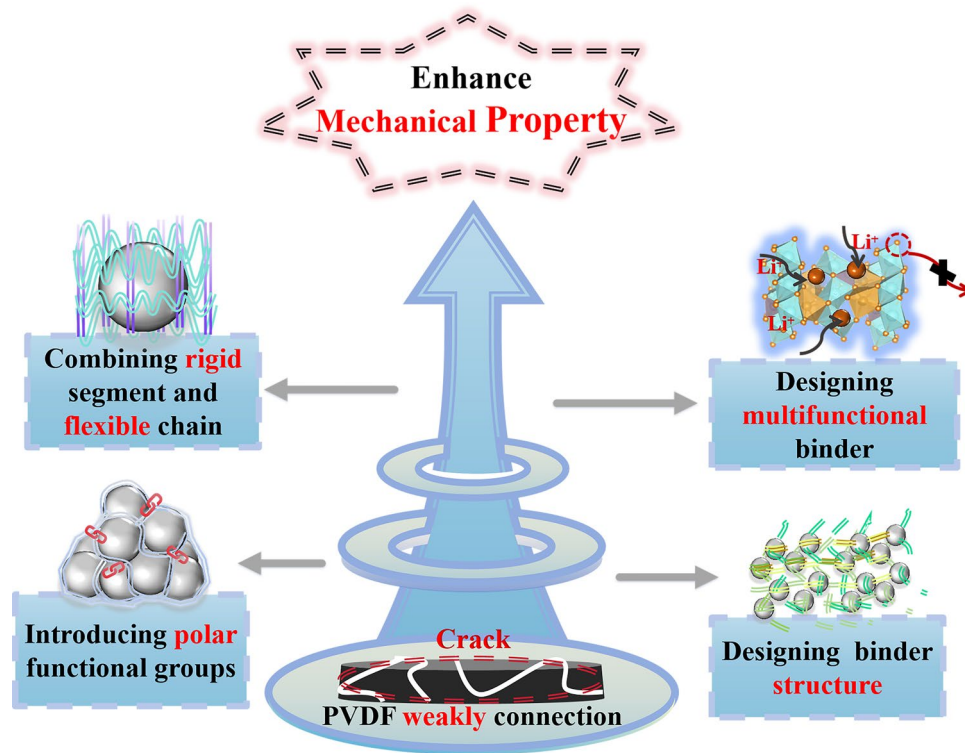 Enhance
Mechanical Property
Li⁺
Li⁺
Li⁺
Combining rigid
segment and
flexible chain
Designing
multifunctional
binder
Introducing polar
functional groups
Designing binder
structure
Crack
PVDF weakly connection